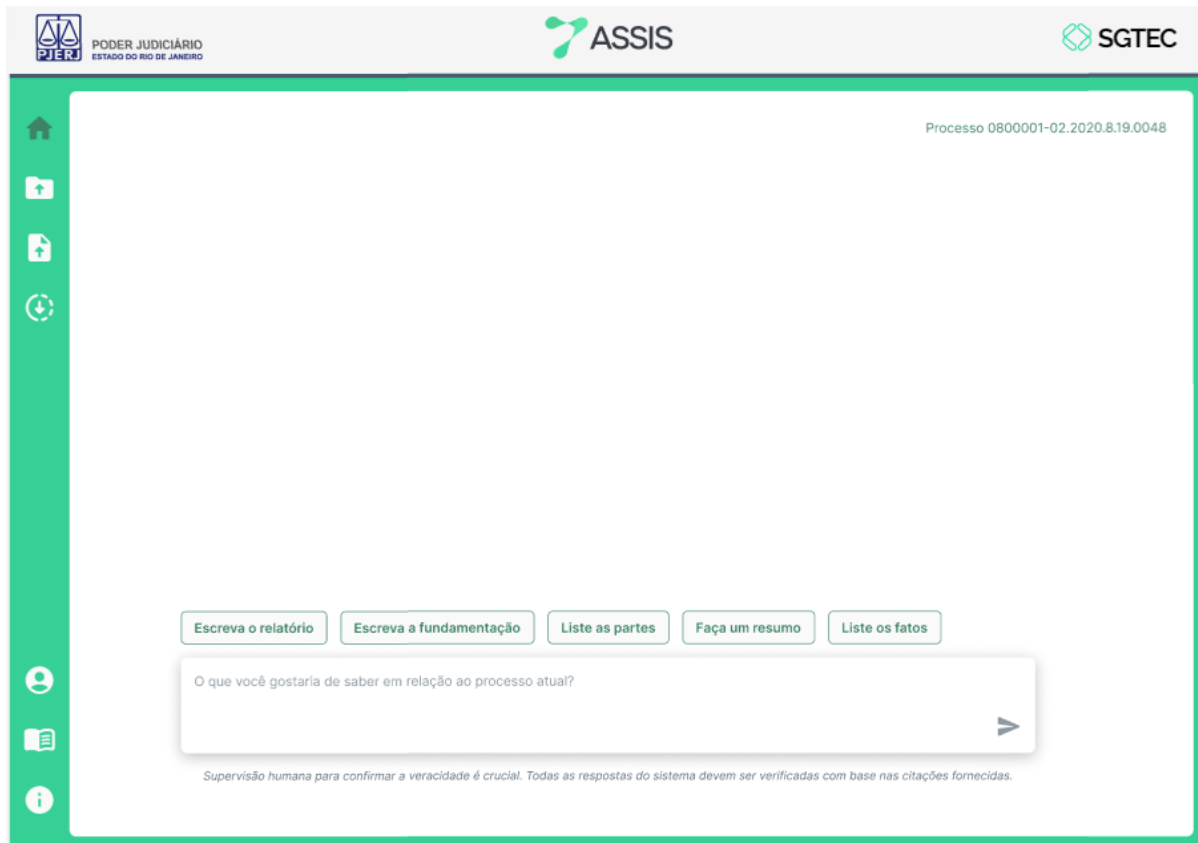 PJERJ
PODER JUDICIÁRIO
ESTADO DO RIO DE JANEIRO
ASSIS
SGTEC
Processo 0800001-02.2020.8.19.0048
Escreva o relatório
Escreva a fundamentação
Liste as partes
Faça um resumo
Liste os fatos
O que você gostaria de saber em relação ao processo atual?
Supervisão humana para confirmar a veracidade é crucial. Todas as respostas do sistema devem ser verificadas com base nas citações fornecidas.